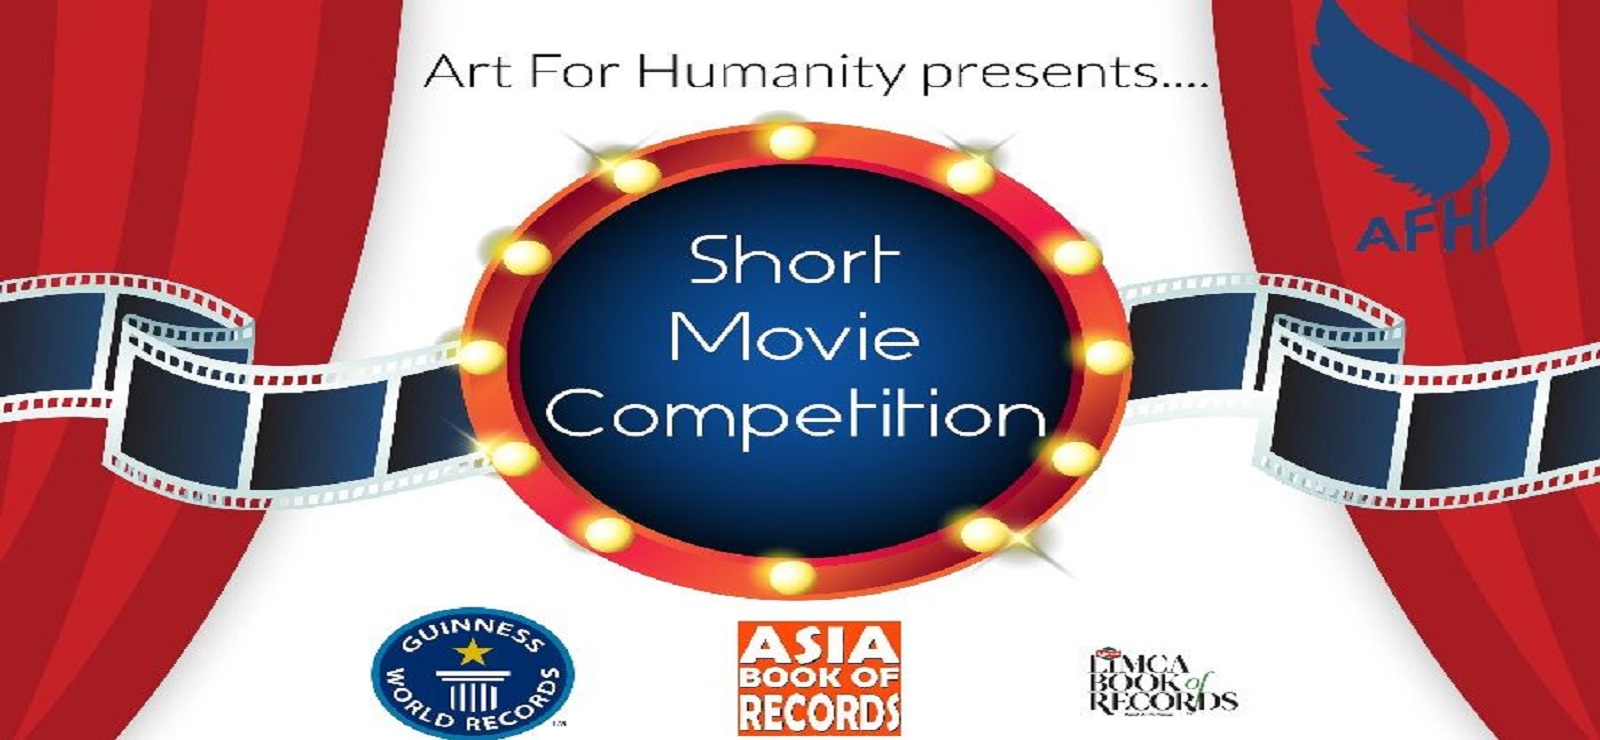 Art For Humanity presents....
AFH
Short
Movie
Competition
GUINNESS
WORLD RECORDS
TM
ASIA
BOOK OF
RECORDS
LIMCA
BOOK of
RECORDS